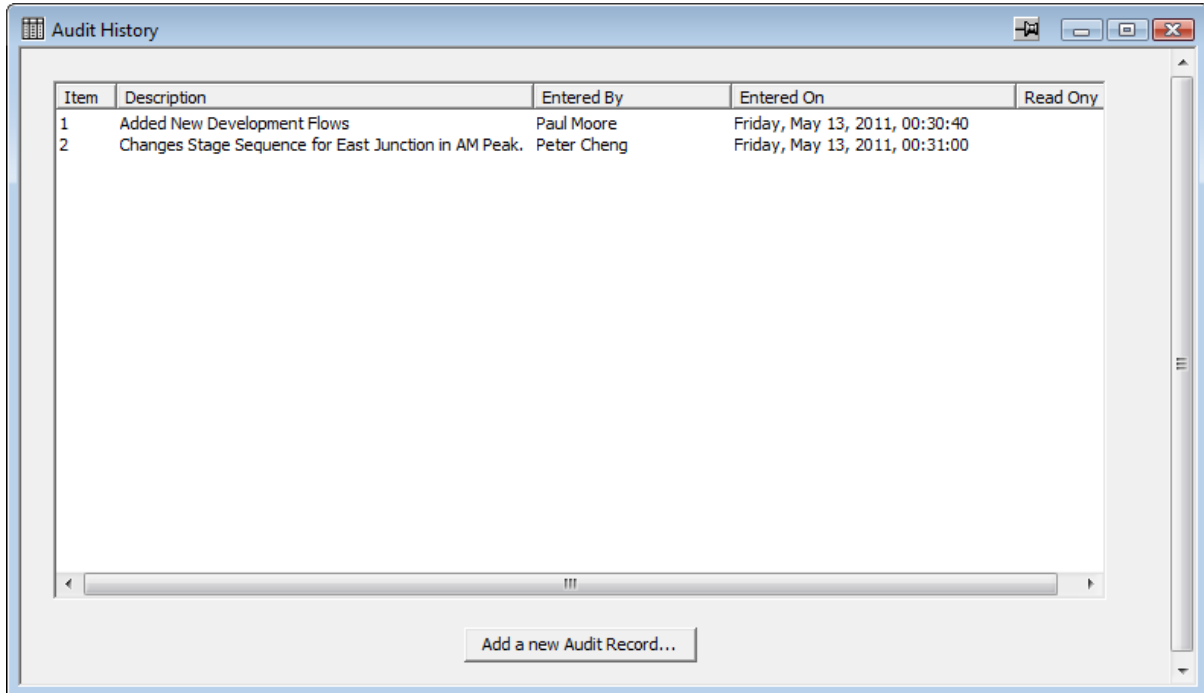 Audit History
Item Description Entered By Entered On Read Ony
1 Added New Development Flows Paul Moore Friday, May 13, 2011, 00:30:40
2 Changes Stage Sequence for East Junction in AM Peak. Peter Cheng Friday, May 13, 2011, 00:31:00
Add a new Audit Record...